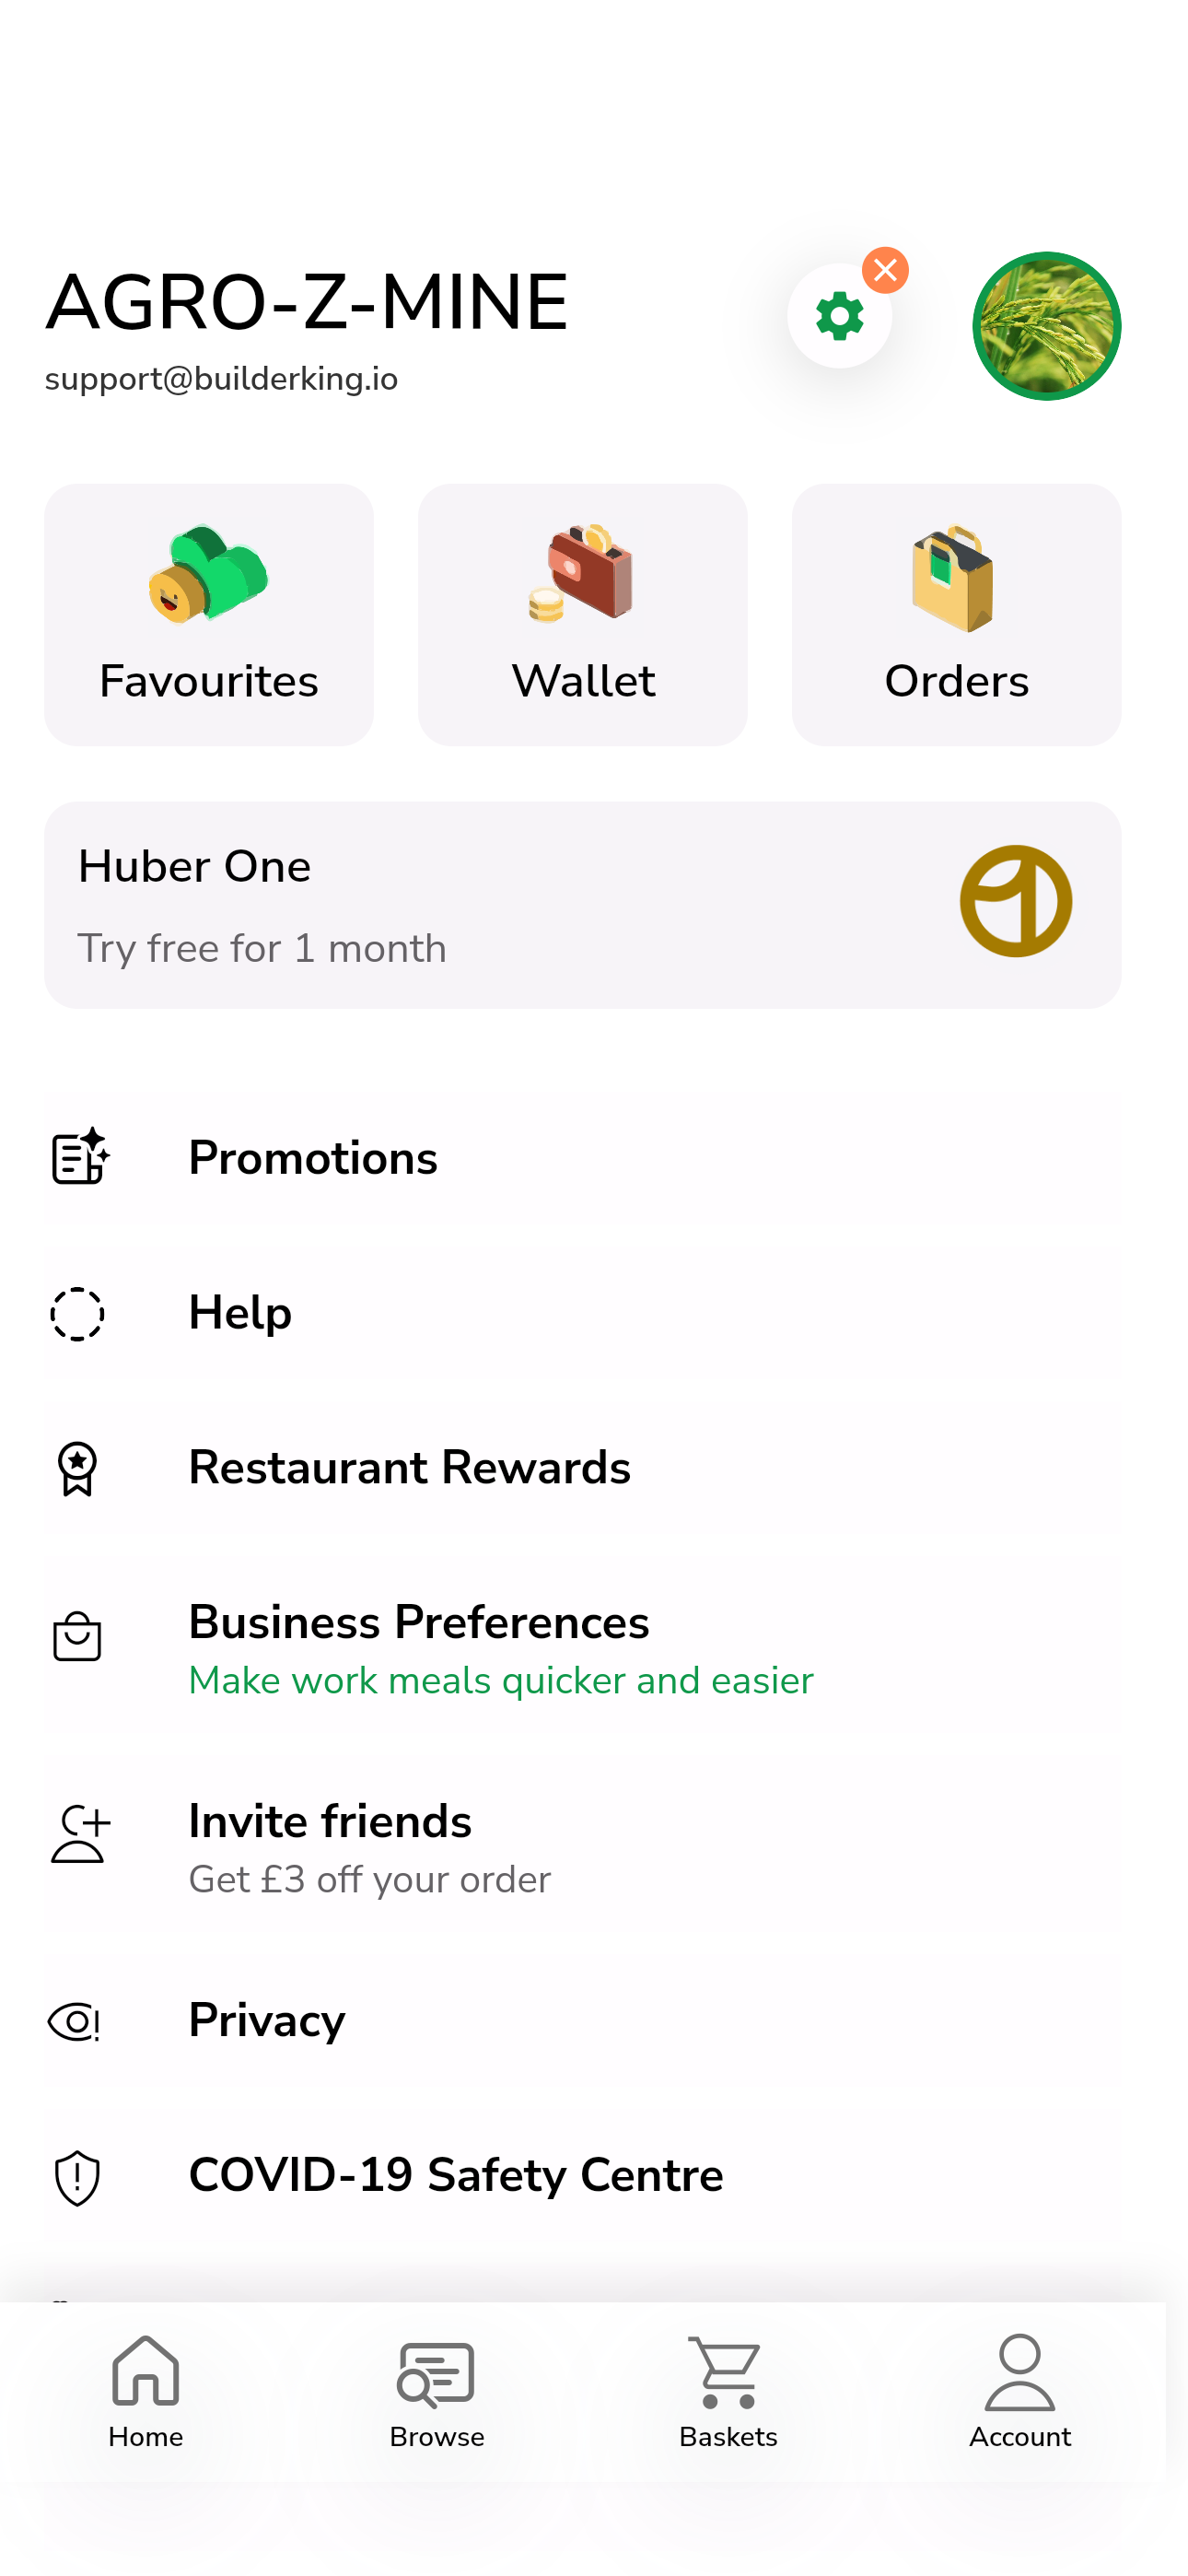 AGRO-Z-MINE
support@builderking.io
Favourites
Wallet
Orders
Huber One
Try free for 1 month
Promotions
Help
Restaurant Rewards
Business Preferences
Make work meals quicker and easier
Invite friends
Get £3 off your order
Privacy
COVID-19 Safety Centre
Home
Browse
Baskets
Account